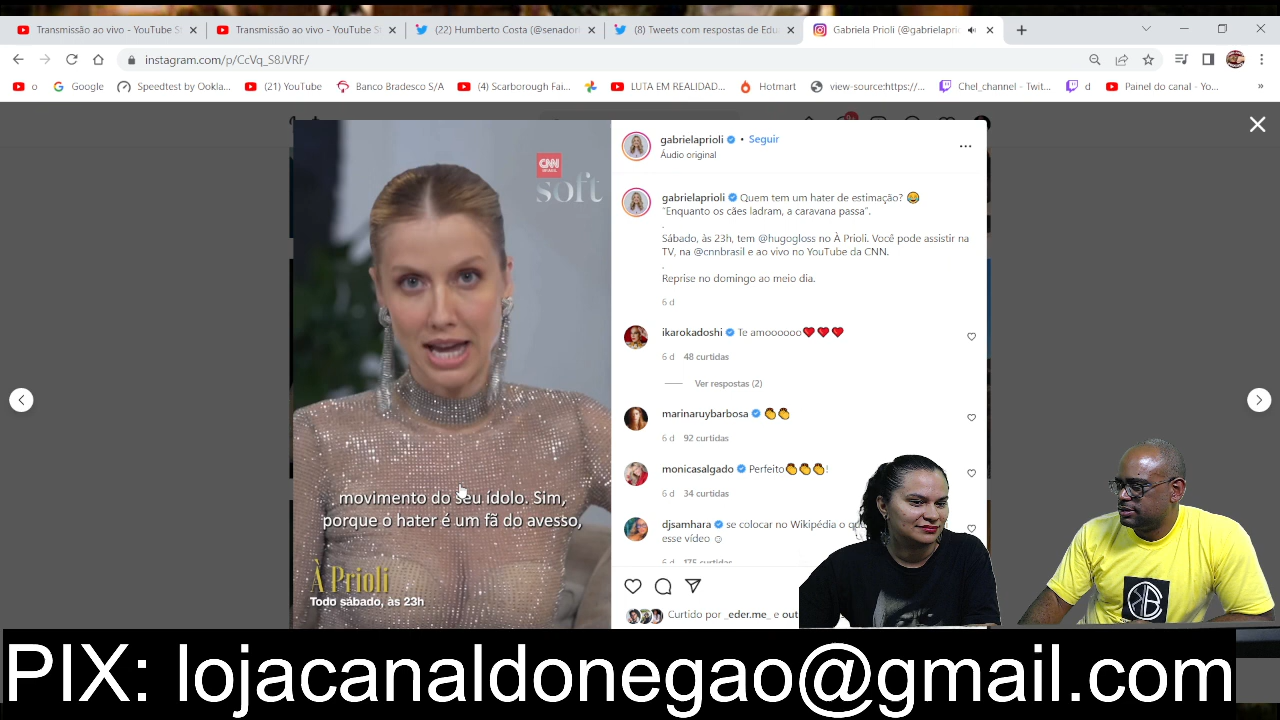 Transmissão ao vivo - YouTube S
Transmissão ao vivo - YouTube St
(22) Humberto Costa (@senador
(8) Tweets com respostas de Edu
Gabriela Prioli (@gabrielaprio
instagram.com/p/CcVq_S8JVRF/
o
Google
Speedtest by Ookla...
(21) YouTube
Banco Bradesco S/A
(4) Scarborough Fai...
LUTA EM REALIDAD...
Hotmart
view-source:https://...
Chel_channel - Twit...
d
Painel do canal - Yo...
»
CNN
BRASIL
soft
movimento do seu ídolo. Sim,
porque o hater é um fã do avesso,
À Prioli
Todo sábado, às 23h
gabrielaprioli • Seguir
Áudio original
gabrielaprioli Quem tem um hater de estimação? 😂
"Enquanto os cães ladram, a caravana passa".
.
Sábado, às 23h, tem @hugogloss no À Prioli. Você pode assistir na
TV, na @cnnbrasil e ao vivo no YouTube da CNN.
.
Reprise no domingo ao meio dia.
6 d
ikarokadoshi Te amoooooo❤❤❤
6 d 48 curtidas
Ver respostas (2)
marinaruybarbosa 👏👏
6 d 92 curtidas
monicasalgado Perfeito👏👏👏!
6 d 34 curtidas
djsamhara se colocar no Wikipédia o
esse vídeo ☺
6 d 175 curtidas
Curtido por _eder.me_ e out
PIX: lojacanaldonegao@gmail.com